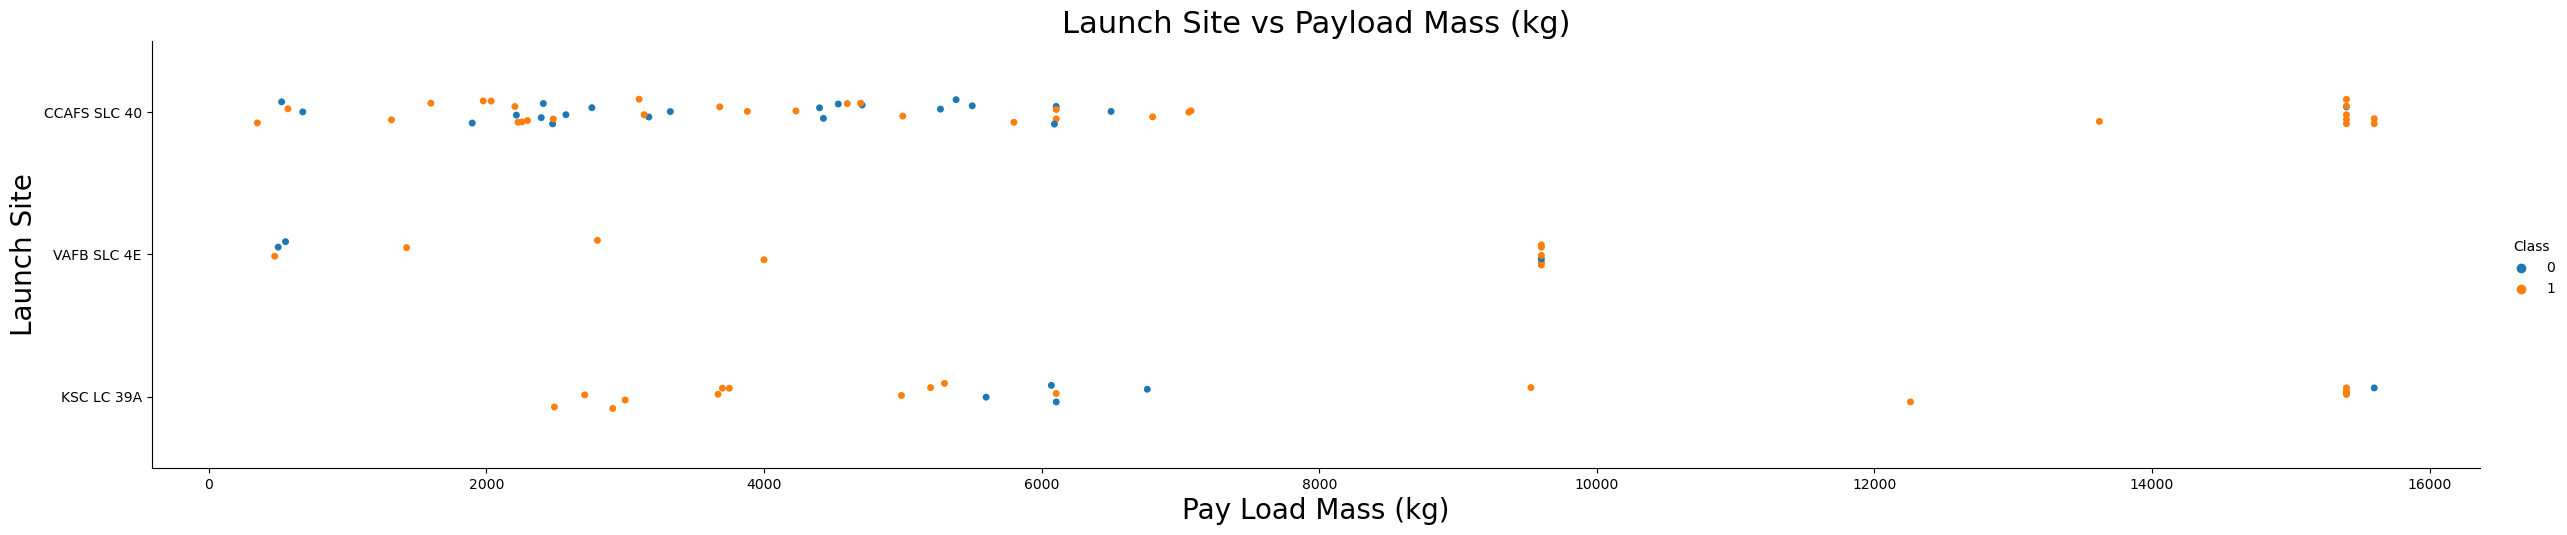 Launch Site vs Payload Mass (kg)
Launch Site
CCAFS SLC 40
VAFB SLC 4E
KSC LC 39A
0 2000 4000 6000 8000 10000 12000 14000 16000
Pay Load Mass (kg)
Class
0
1